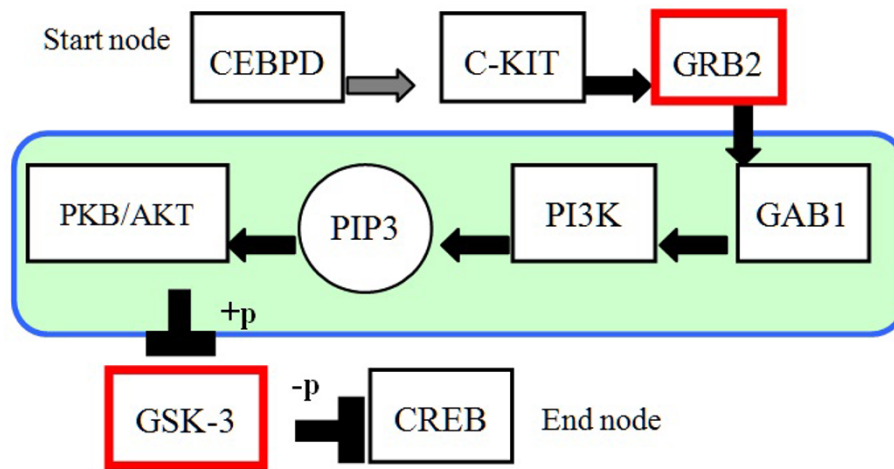 Start node
CEBPD
C-KIT
GRB2
PKB/AKT
PIP3
PI3K
GAB1
+p
GSK-3
-p
CREB
End node